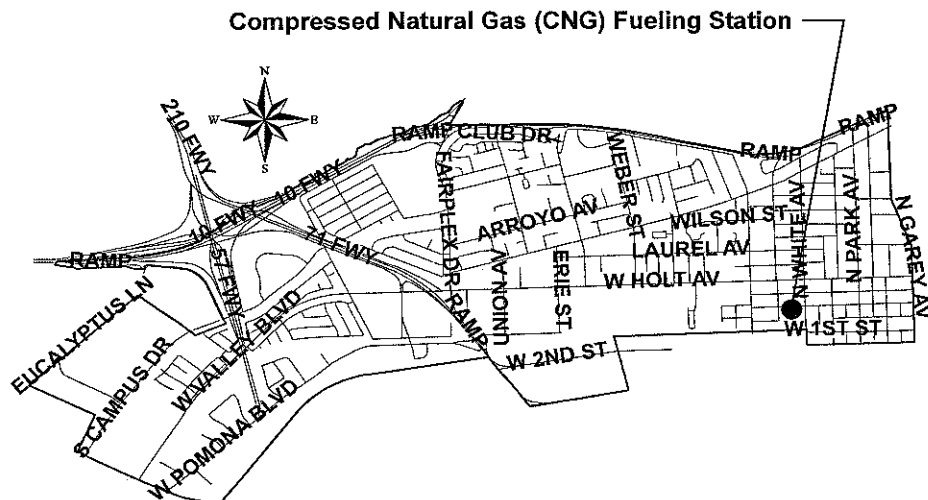 Compressed Natural Gas (CNG) Fueling Station
N
W
E
S
210 FWY
10 FWY
10 FWY
57 FWY
71 FWY
RAMP
RAMP
CLUB DR
RAMP
RAMP
RAMP
FAIRPLEX DR
WEBER ST
ARROYO AV
WILSON ST
LAUREL AV
W HOLT AV
N WHITE AV
N PARK AV
N GAREY AV
UNION AV
ERIE ST
W 1ST ST
W 2ND ST
EUCALYPTUS LN
S CAMPUS DR
W VALLEY BLVD
W POMONA BLVD